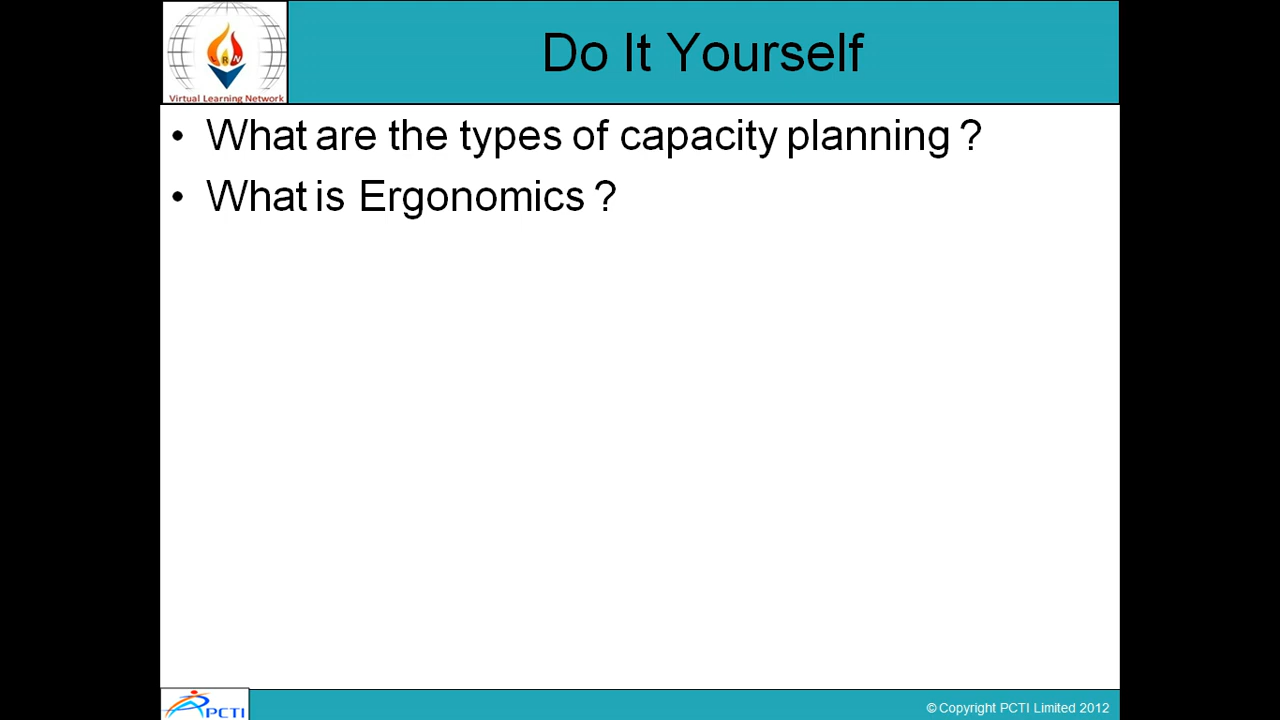 Do It Yourself
LRN
Virtual Learning Network
• What are the types of capacity planning ?
• What is Ergonomics ?
PCTI
© Copyright PCTI Limited 2012